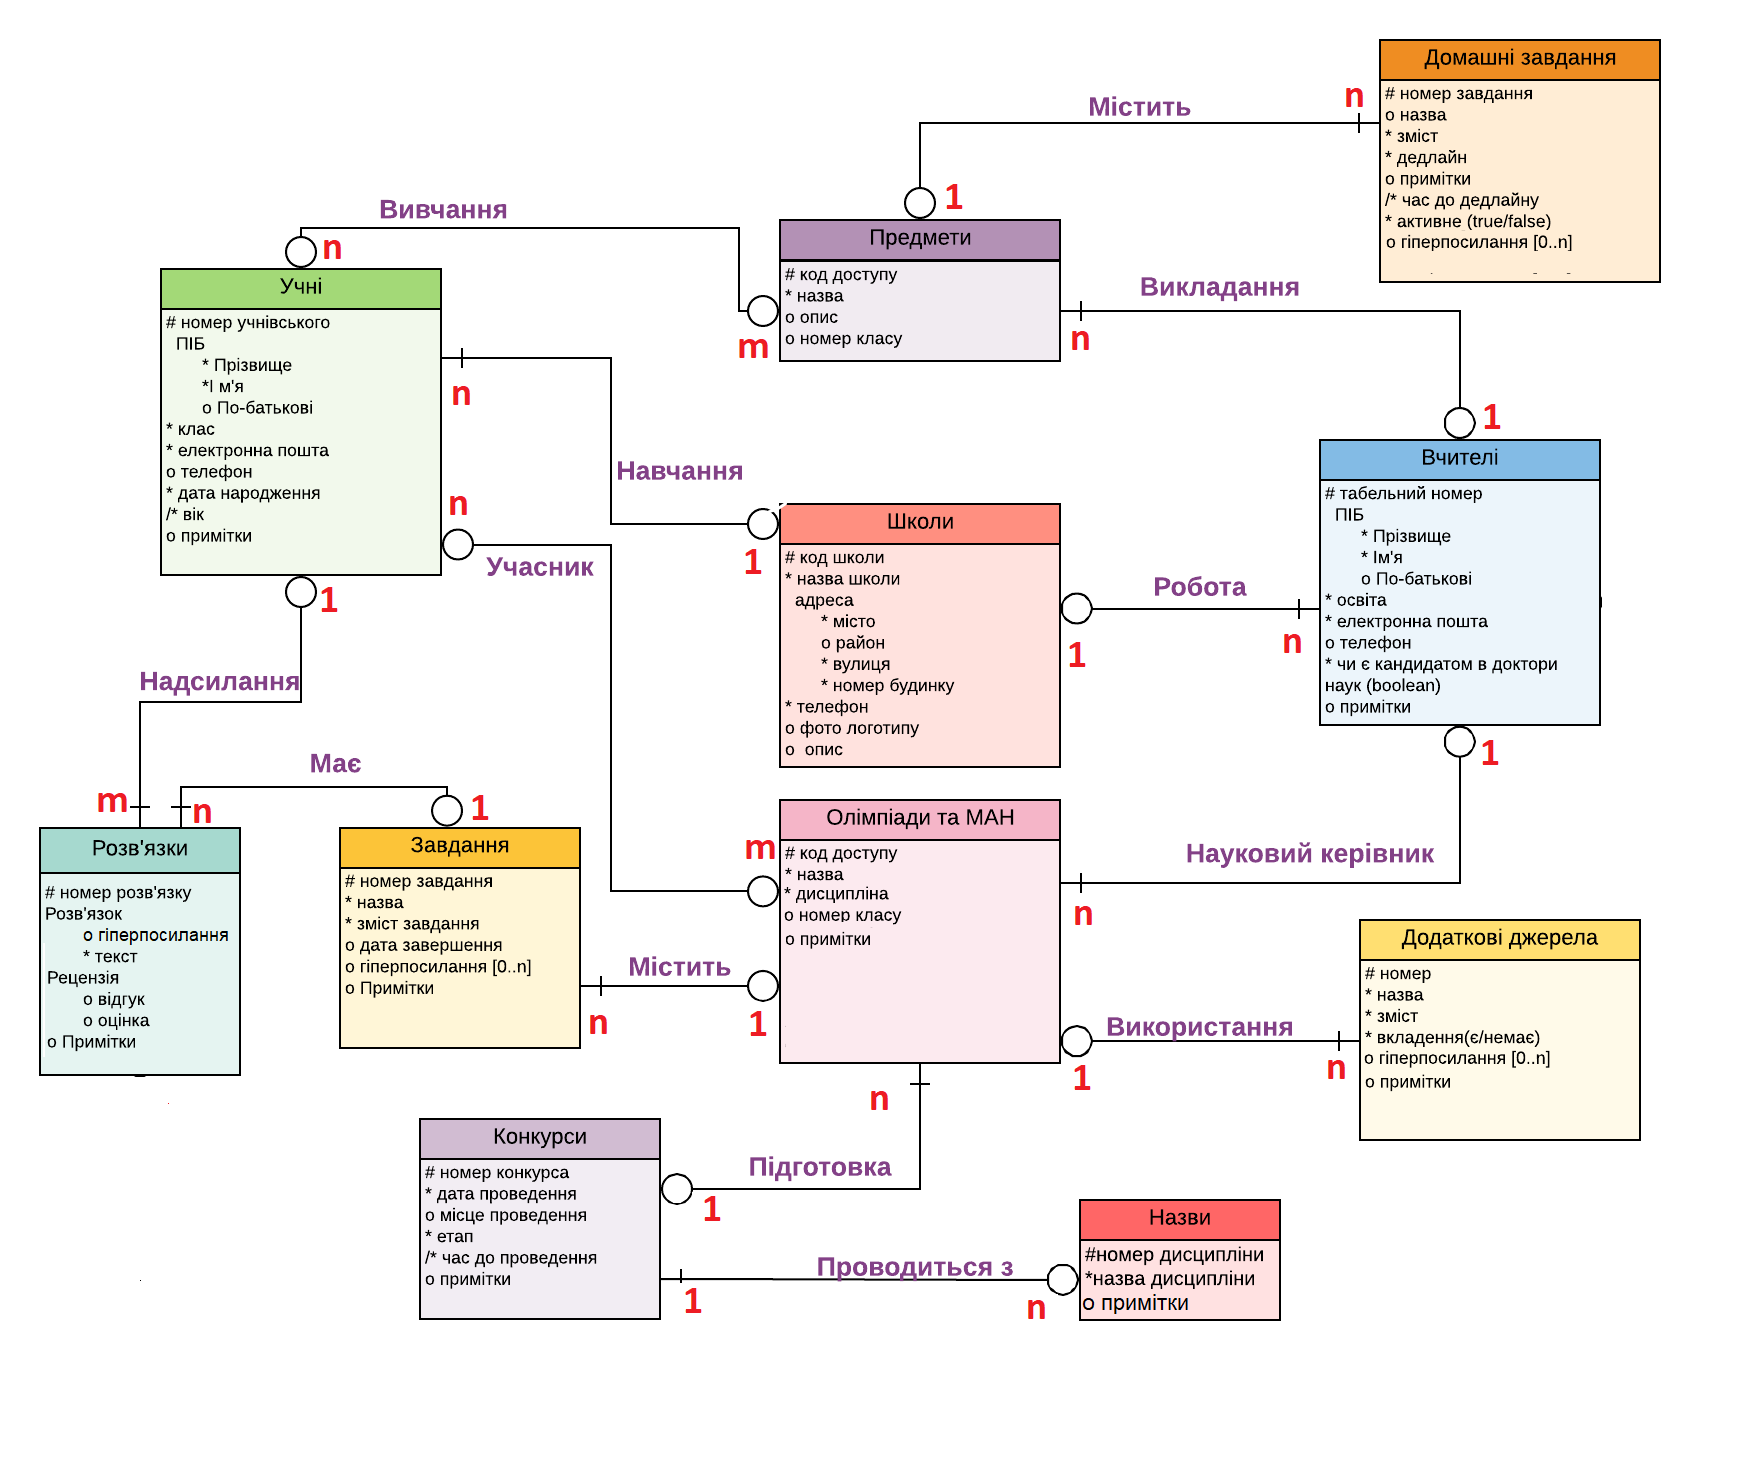 Домашні завдання
# номер завдання
o назва
* зміст
* дедлайн
o примітки
/* час до дедлайну
* активне (true/false)
o гіперпосилання [0..n]
Містить
n
1
Вивчання
n
m
Предмети
# код доступу
* назва
o опис
o номер класу
Викладання
n
1
Учні
# номер учнівського
ПІБ
* Прізвище
*І м'я
o По-батькові
* клас
* електронна пошта
o телефон
* дата народження
/* вік
o примітки
n
Навчання
1
n
Учасник
m
1
Надсилання
m
Школи
# код школи
* назва школи
адреса
* місто
o район
* вулиця
* номер будинку
* телефон
o фото логотипу
o опис
Робота
1
n
Вчителі
# табельний номер
ПІБ
* Прізвище
* Ім'я
o По-батькові
* освіта
* електронна пошта
o телефон
* чи є кандидатом в доктори
наук (boolean)
o примітки
1
Науковий керівник
n
Має
n
1
Розв'язки
# номер розв'язку
Розв'язок
o гіперпосилання
* текст
Рецензія
o відгук
o оцінка
o Примітки
Завдання
# номер завдання
* назва
* зміст завдання
o дата завершення
o гіперпосилання [0..n]
o Примітки
Містить
n
1
Олімпіади та МАН
# код доступу
* назва
* дисципліна
o номер класу
o примітки
Використання
1
n
Додаткові джерела
# номер
* назва
* зміст
* вкладення(є/немає)
o гіперпосилання [0..n]
o примітки
n
Підготовка
1
Конкурси
# номер конкурса
* дата проведення
o місце проведення
* етап
/* час до проведення
o примітки
Проводиться з
1
n
Назви
#номер дисципліни
*назва дисципліни
o примітки